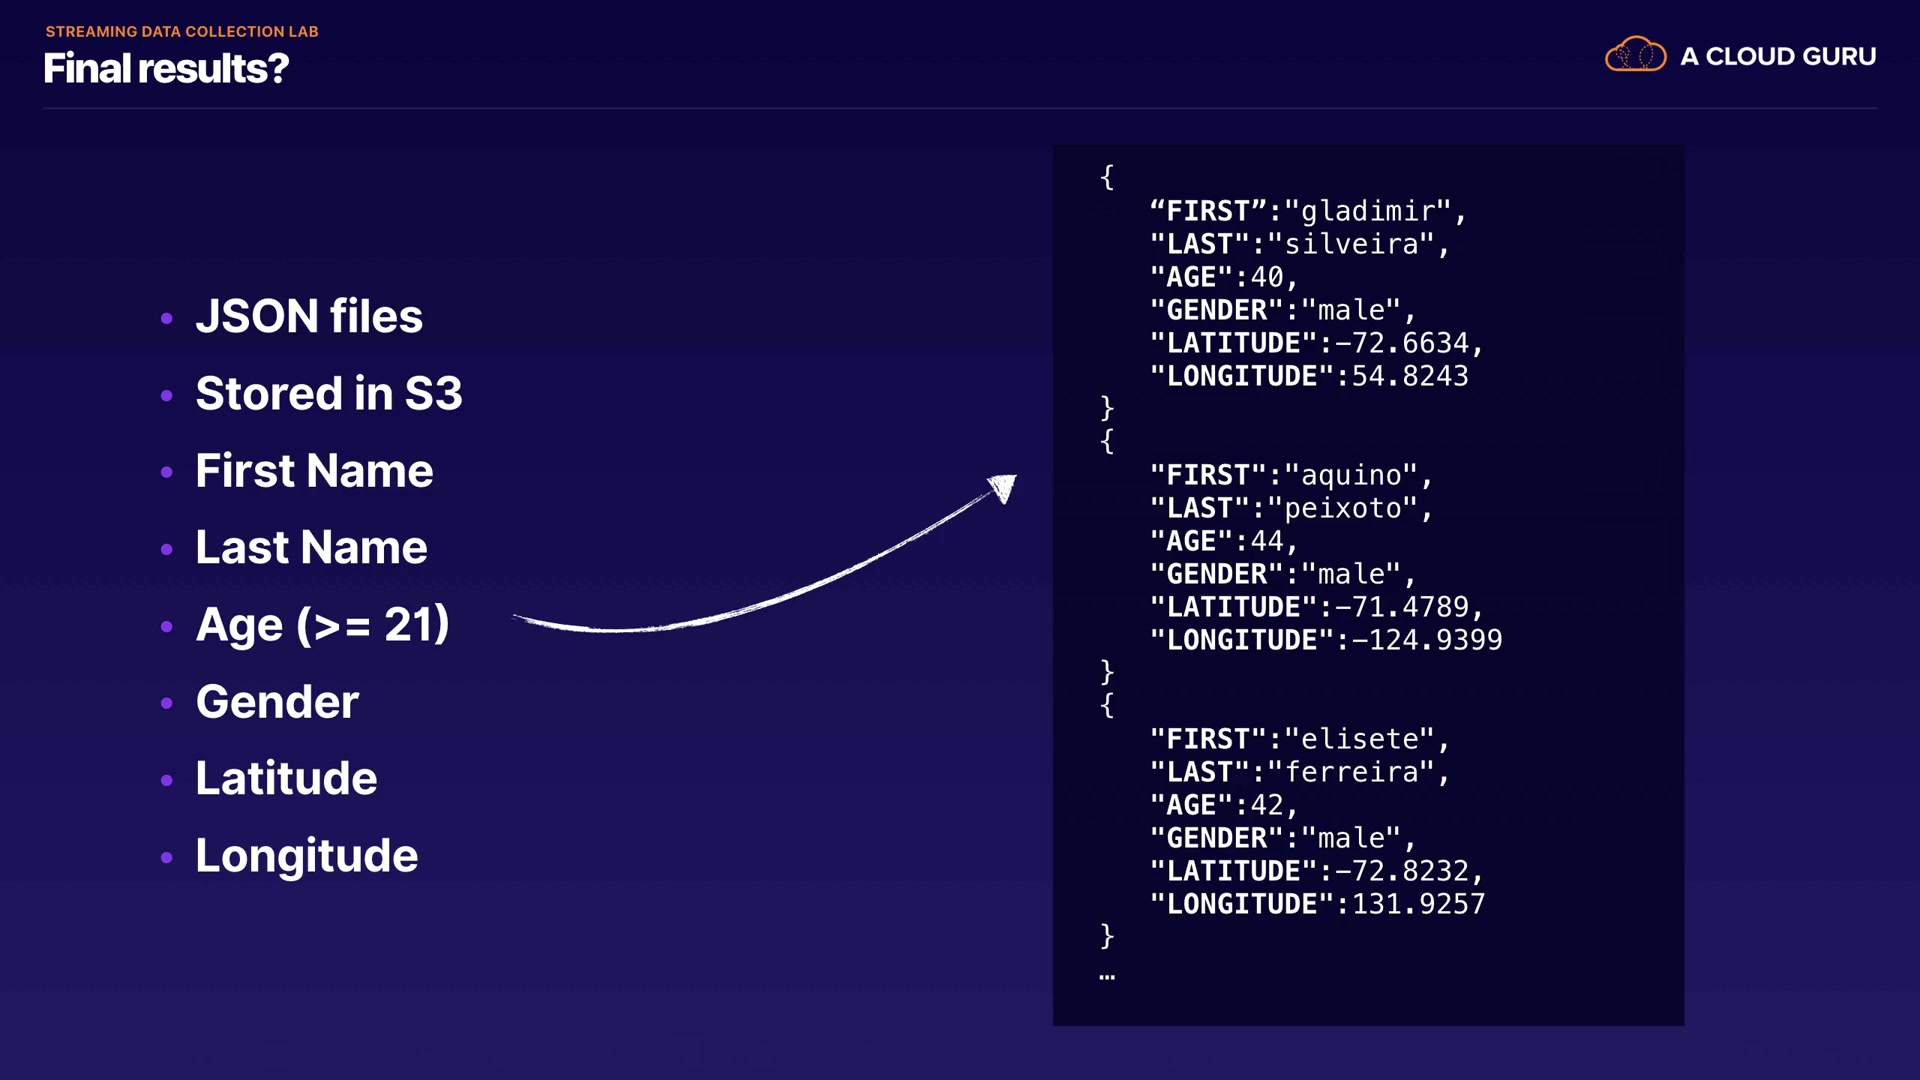 STREAMING DATA COLLECTION LAB
Final results?
A CLOUD GURU
• JSON files
• Stored in S3
• First Name
• Last Name
• Age (>= 21)
• Gender
• Latitude
• Longitude
{
“FIRST”:"gladimir",
"LAST":"silveira",
"AGE":40,
"GENDER":"male",
"LATITUDE":−72.6634,
"LONGITUDE":54.8243
}
{
"FIRST":"aquino",
"LAST":"peixoto",
"AGE":44,
"GENDER":"male",
"LATITUDE":−71.4789,
"LONGITUDE":−124.9399
}
{
"FIRST":"elisete",
"LAST":"ferreira",
"AGE":42,
"GENDER":"male",
"LATITUDE":−72.8232,
"LONGITUDE":131.9257
}
…